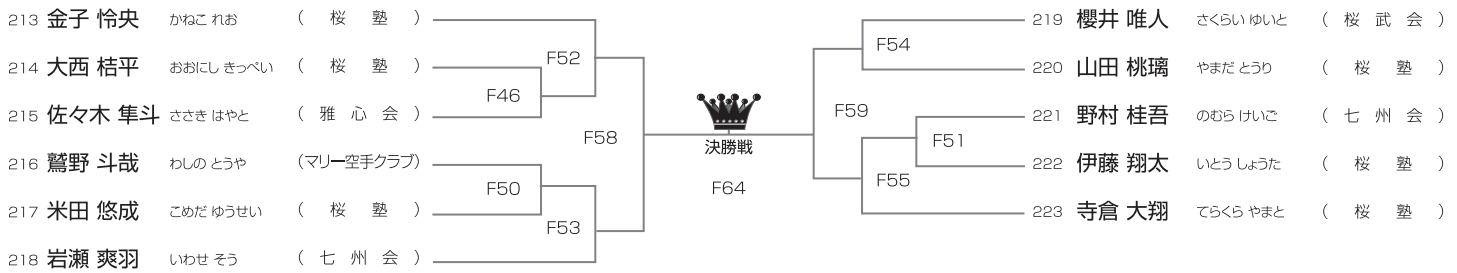 213 金子 怜央 かねこ れお （ 桜 塾 ）
214 大西 桔平 おおにし きっぺい （ 桜 塾 ）
215 佐々木 隼斗 ささき はやと （ 雅 心 会 ）
216 鷲野 斗哉 わしの とうや （マリー空手クラブ）
217 米田 悠成 こめだ ゆうせい （ 桜 塾 ）
218 岩瀬 爽羽 いわせ そう （ 七 州 会 ）
F52
F46
F58
F50
F53
決勝戦
F64
F54
F59
F51
F55
219 櫻井 唯人 さくらい ゆいと （ 桜 武 会 ）
220 山田 桃璃 やまだ とうり （ 桜 塾 ）
221 野村 桂吾 のむら けいご （ 七 州 会 ）
222 伊藤 翔太 いとう しょうた （ 桜 塾 ）
223 寺倉 大翔 てらくら やまと （ 桜 塾 ）